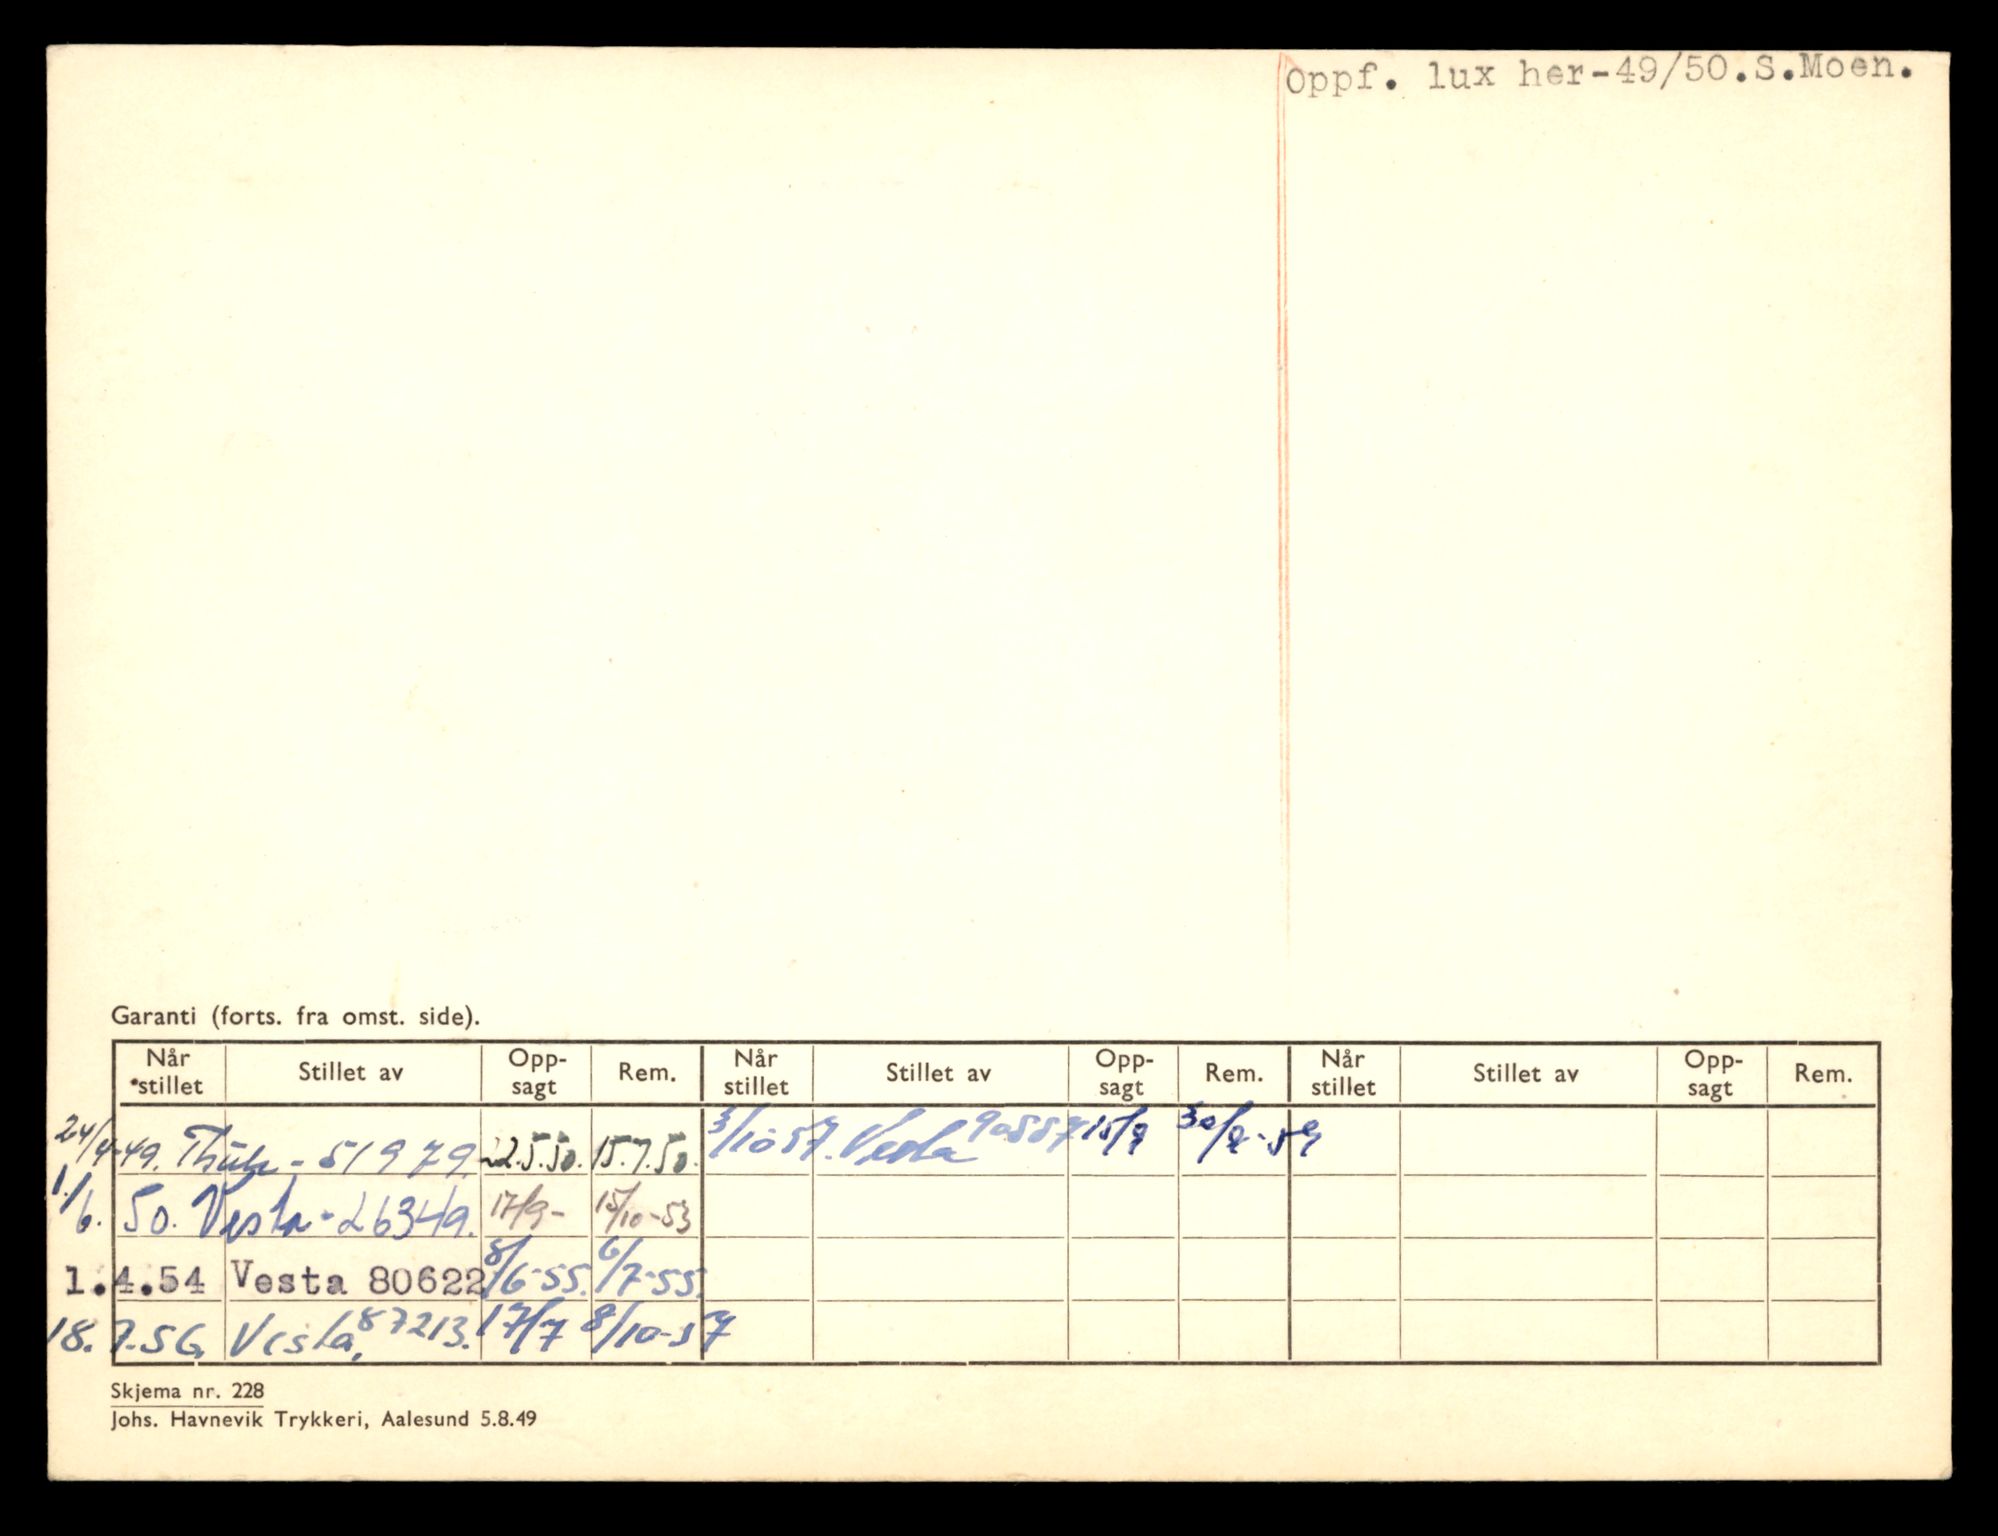 Oppf. lux her-49/50.S.Moen.
Garanti (forts. fra omst. side).
Når stillet Stillet av Opp-sagt Rem. Når stillet Stillet av Opp-sagt Rem. Når stillet Stillet av Opp-sagt Rem.
24/4-49. - 51979. 22.5.50. 15.7.50. 3/10 57. Vesta 90557 15/9 30/9-59
1./6. 50. Vesta - 26349. 17/9- 15/10-53
1.4.54 Vesta 80622 8/6-55. 6/7-55.
18.7.56. Vesta, 87213. 17/7 8/10-57
Skjema nr. 228
Johs. Havnevik Trykkeri, Aalesund 5.8.49